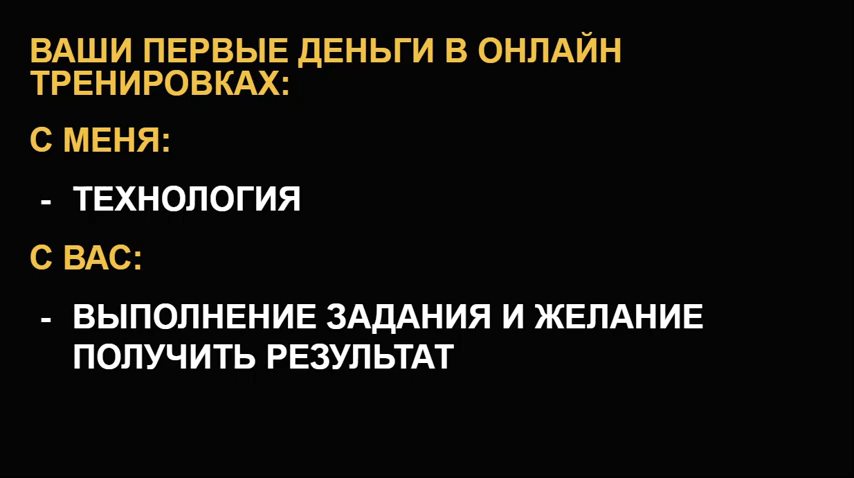 ВАШИ ПЕРВЫЕ ДЕНЬГИ В ОНЛАЙН
ТРЕНИРОВКАХ:
С МЕНЯ:
- ТЕХНОЛОГИЯ
С ВАС:
- ВЫПОЛНЕНИЕ ЗАДАНИЯ И ЖЕЛАНИЕ
ПОЛУЧИТЬ РЕЗУЛЬТАТ